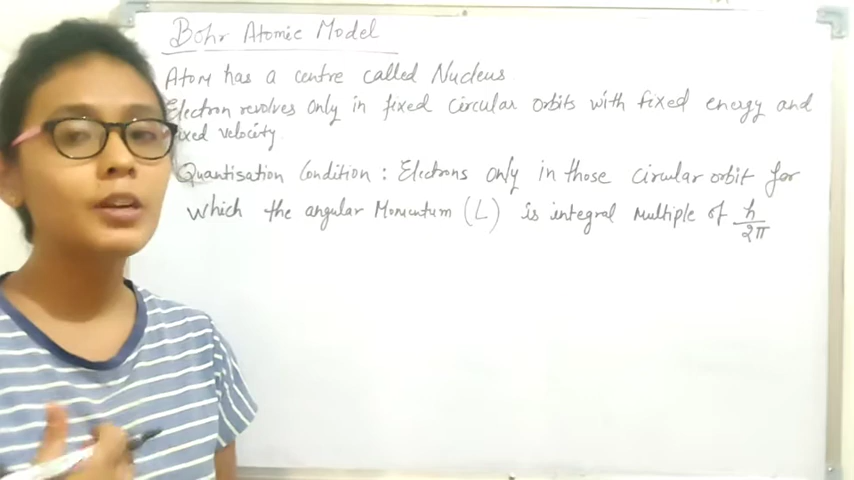 Bohr Atomic Model
Atom has a centre called Nucleus
Electron revolves only in fixed circular orbits with fixed energy and
fixed velocity.
Quantisation Condition : Electrons only in those circular orbit for
which the angular Momentum (L) is integral multiple of h/2π